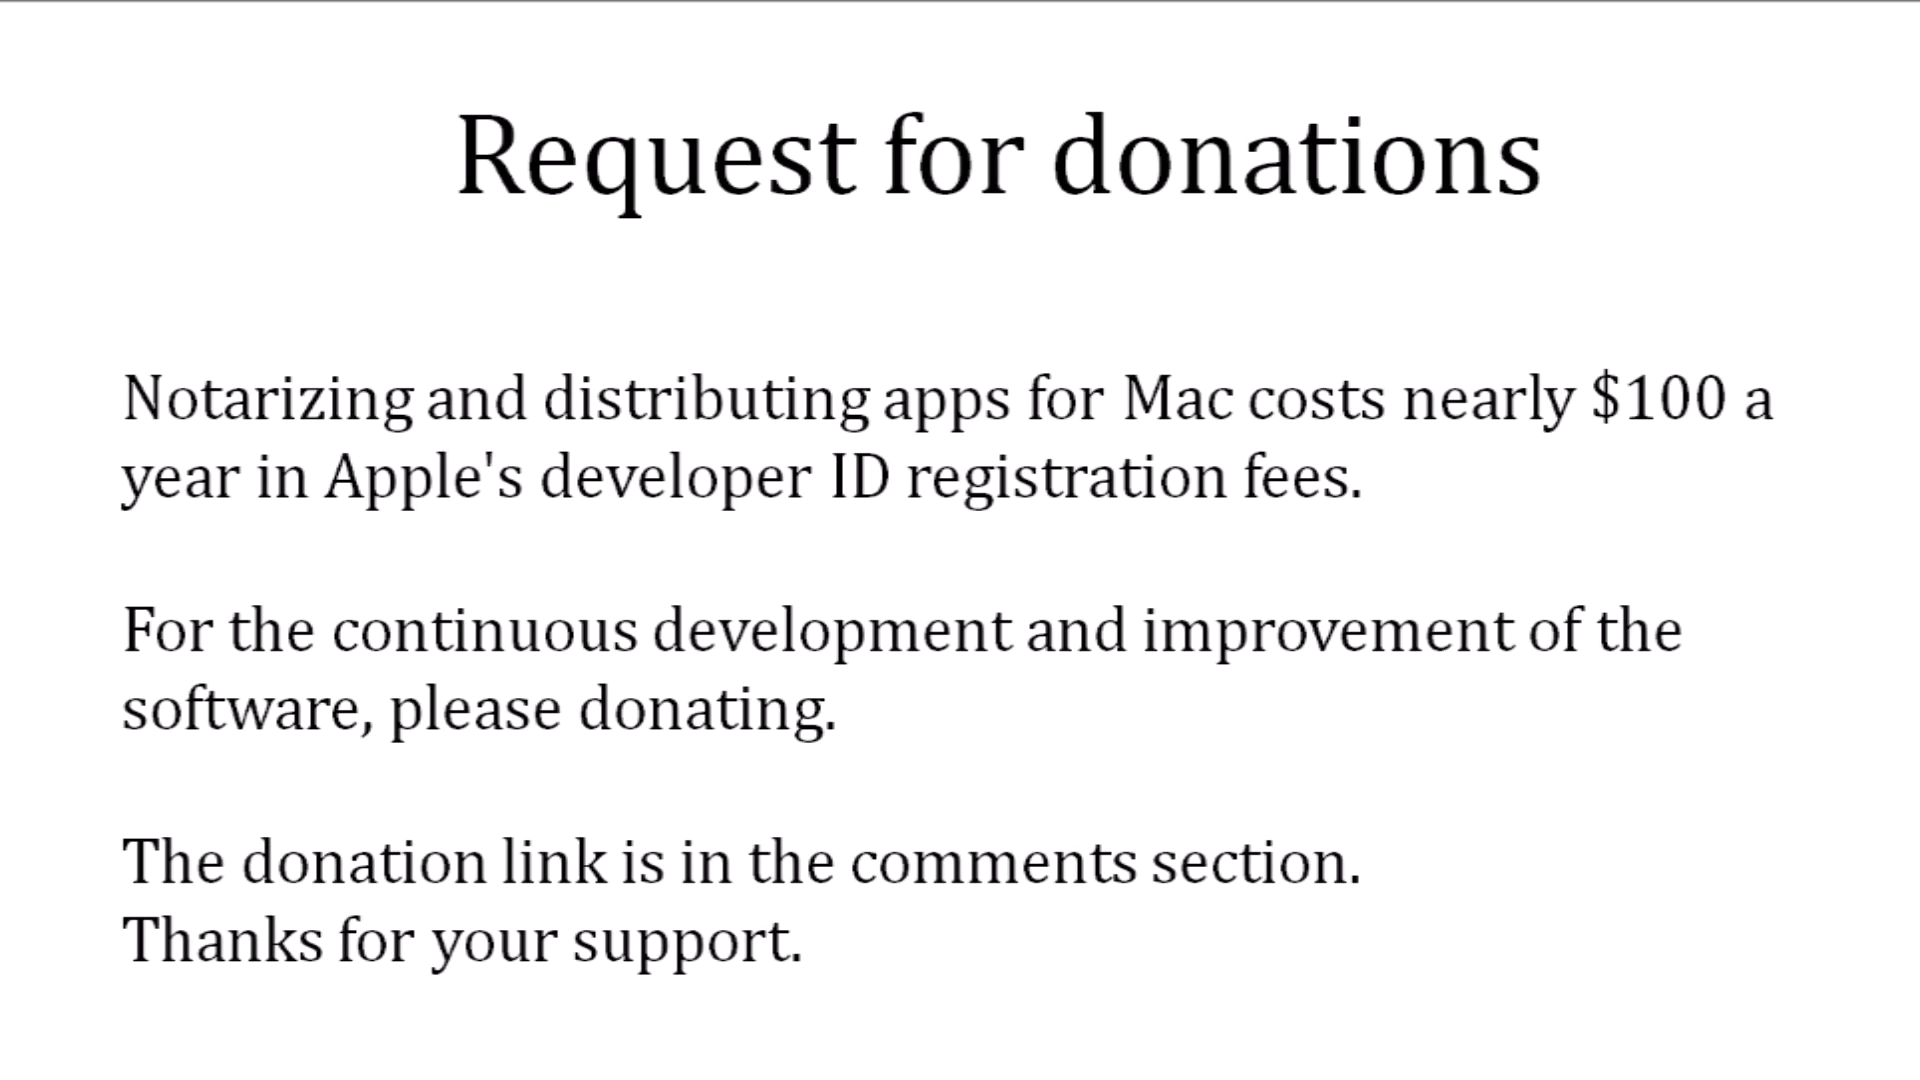 Request for donations
Notarizing and distributing apps for Mac costs nearly $100 a
year in Apple's developer ID registration fees.
For the continuous development and improvement of the
software, please donating.
The donation link is in the comments section.
Thanks for your support.